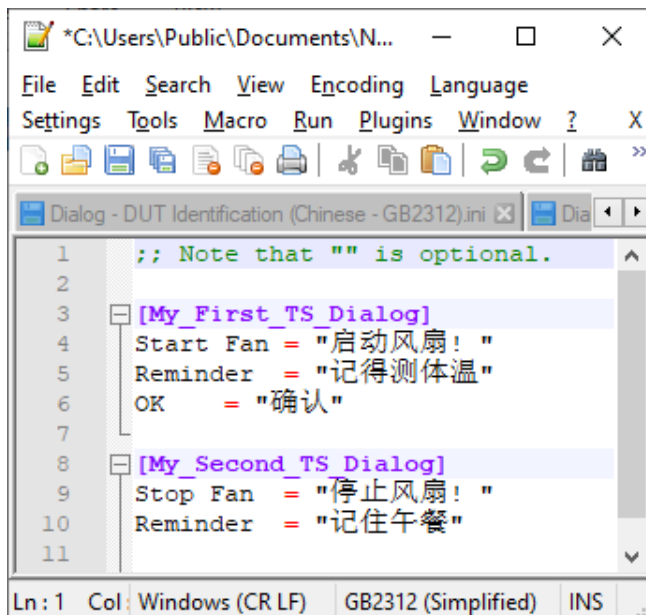 *C:\Users\Public\Documents\N...
File Edit Search View Encoding Language
Settings Tools Macro Run Plugins Window ? X
Dialog - DUT Identification (Chinese - GB2312).ini Dia
1 ;; Note that "" is optional.
2
3 [My_First_TS_Dialog]
4 Start Fan = "启动风扇！"
5 Reminder = "记得测体温"
6 OK = "确认"
7
8 [My_Second_TS_Dialog]
9 Stop Fan = "停止风扇！"
10 Reminder = "记住午餐"
11
Ln : 1 Col : Windows (CR LF) GB2312 (Simplified) INS